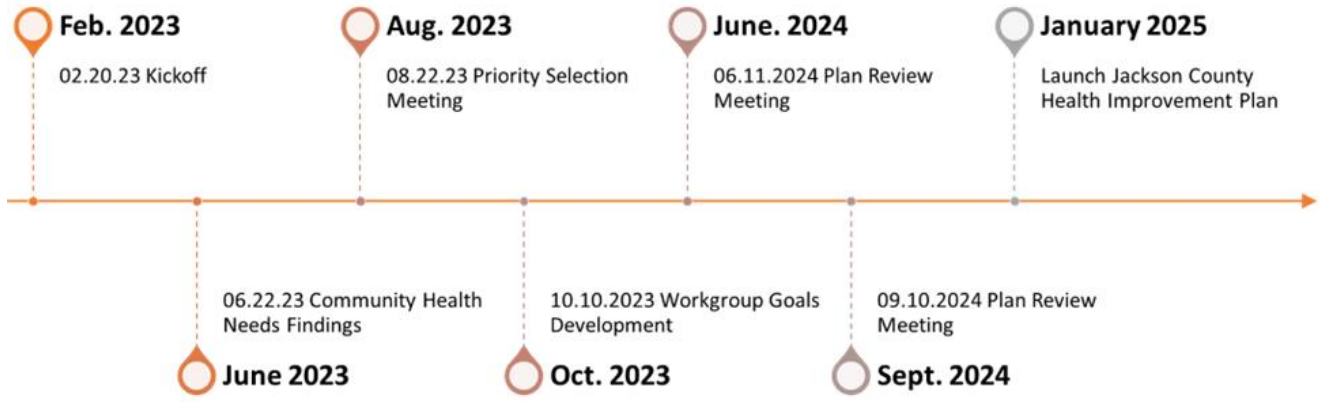 Feb. 2023
02.20.23 Kickoff
Aug. 2023
08.22.23 Priority Selection
Meeting
June. 2024
06.11.2024 Plan Review
Meeting
January 2025
Launch Jackson County
Health Improvement Plan
06.22.23 Community Health
Needs Findings
June 2023
10.10.2023 Workgroup Goals
Development
Oct. 2023
09.10.2024 Plan Review
Meeting
Sept. 2024